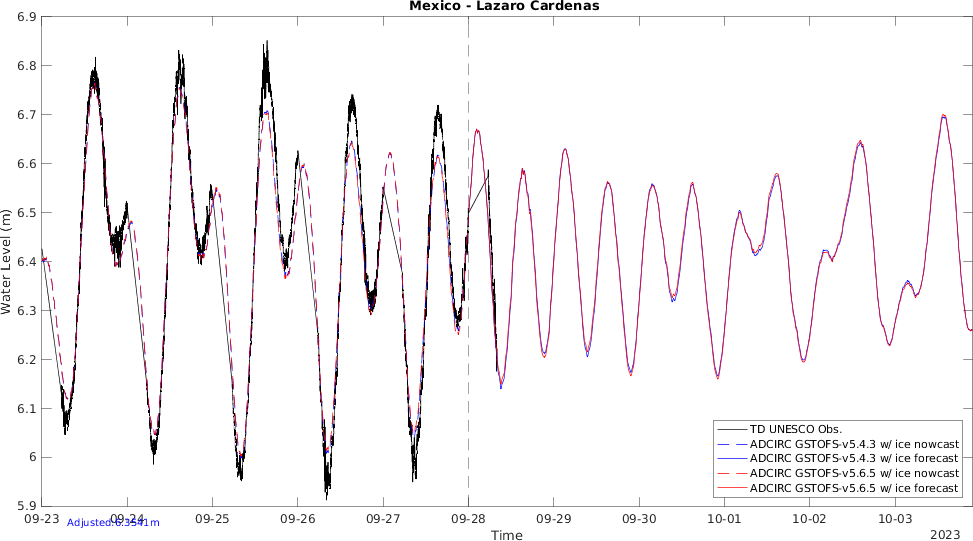 Mexico - Lazaro Cardenas
6.9
6.8
6.7
6.6
6.5
6.4
6.3
6.2
6.1
6
5.9
Water Level (m)
TD UNESCO Obs.
ADCIRC GSTOFS-v5.4.3 w/ ice nowcast
ADCIRC GSTOFS-v5.4.3 w/ ice forecast
ADCIRC GSTOFS-v5.6.5 w/ ice nowcast
ADCIRC GSTOFS-v5.6.5 w/ ice forecast
09-23 09-24 09-25 09-26 09-27 09-28 09-29 09-30 10-01 10-02 10-03
Adjusted:6.3541m
Time
2023